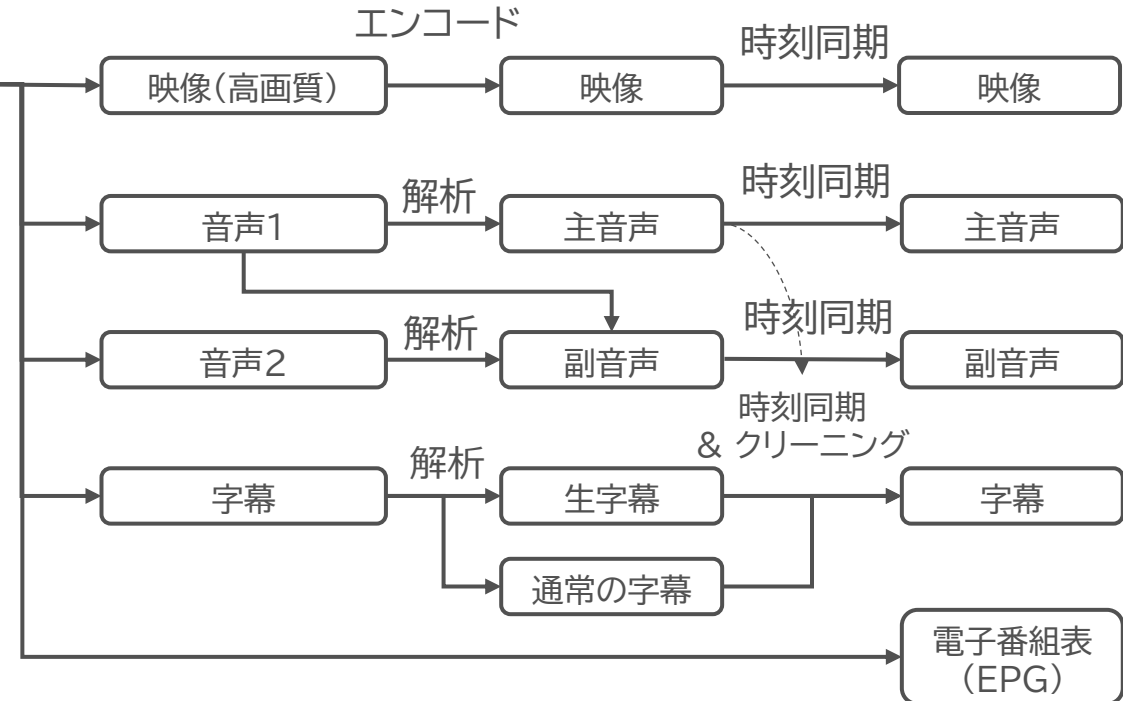 エンコード
時刻同期
映像(高画質)
映像
映像
解析
時刻同期
音声1
主音声
主音声
解析
時刻同期
音声2
副音声
副音声
時刻同期
& クリーニング
解析
字幕
生字幕
字幕
通常の字幕
電子番組表
(EPG)